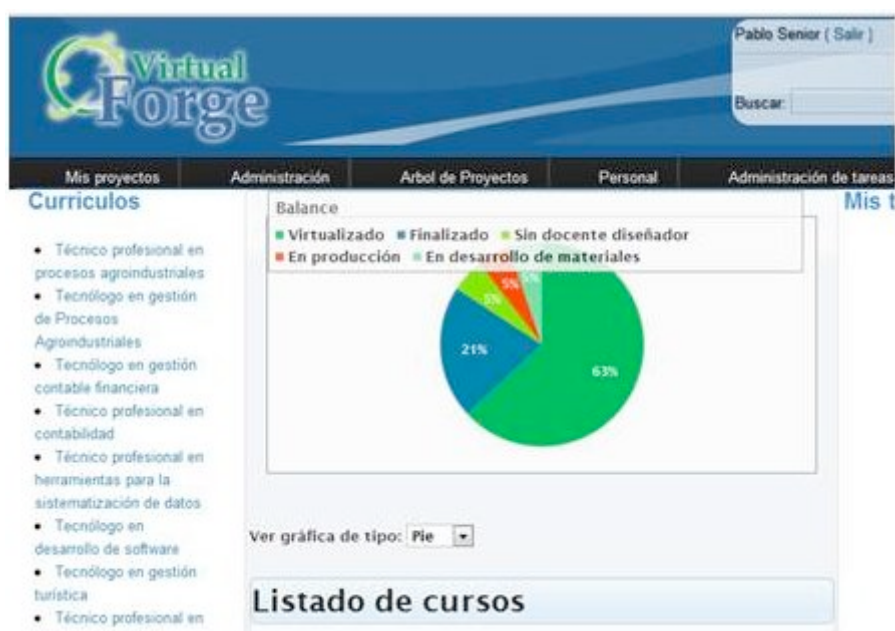 Virtual
Forge
Pablo Senior ( Salir )
Buscar:
Mis proyectos Administración Arbol de Proyectos Personal Administración de tareas
Curriculos
Técnico profesional en
procesos agroindustriales
Tecnólogo en gestión
de Procesos
Agroindustriales
Tecnólogo en gestión
contable financiera
Técnico profesional en
contabilidad
Técnico profesional en
herramientas para la
sistematización de datos
Tecnólogo en
desarrollo de software
Tecnólogo en gestión
turística
Técnico profesional en
Balance
Virtualizado Finalizado Sin docente diseñador
En producción En desarrollo de materiales
5%
5%
5%
21%
63%
Ver gráfica de tipo: Pie
Listado de cursos
Mis t